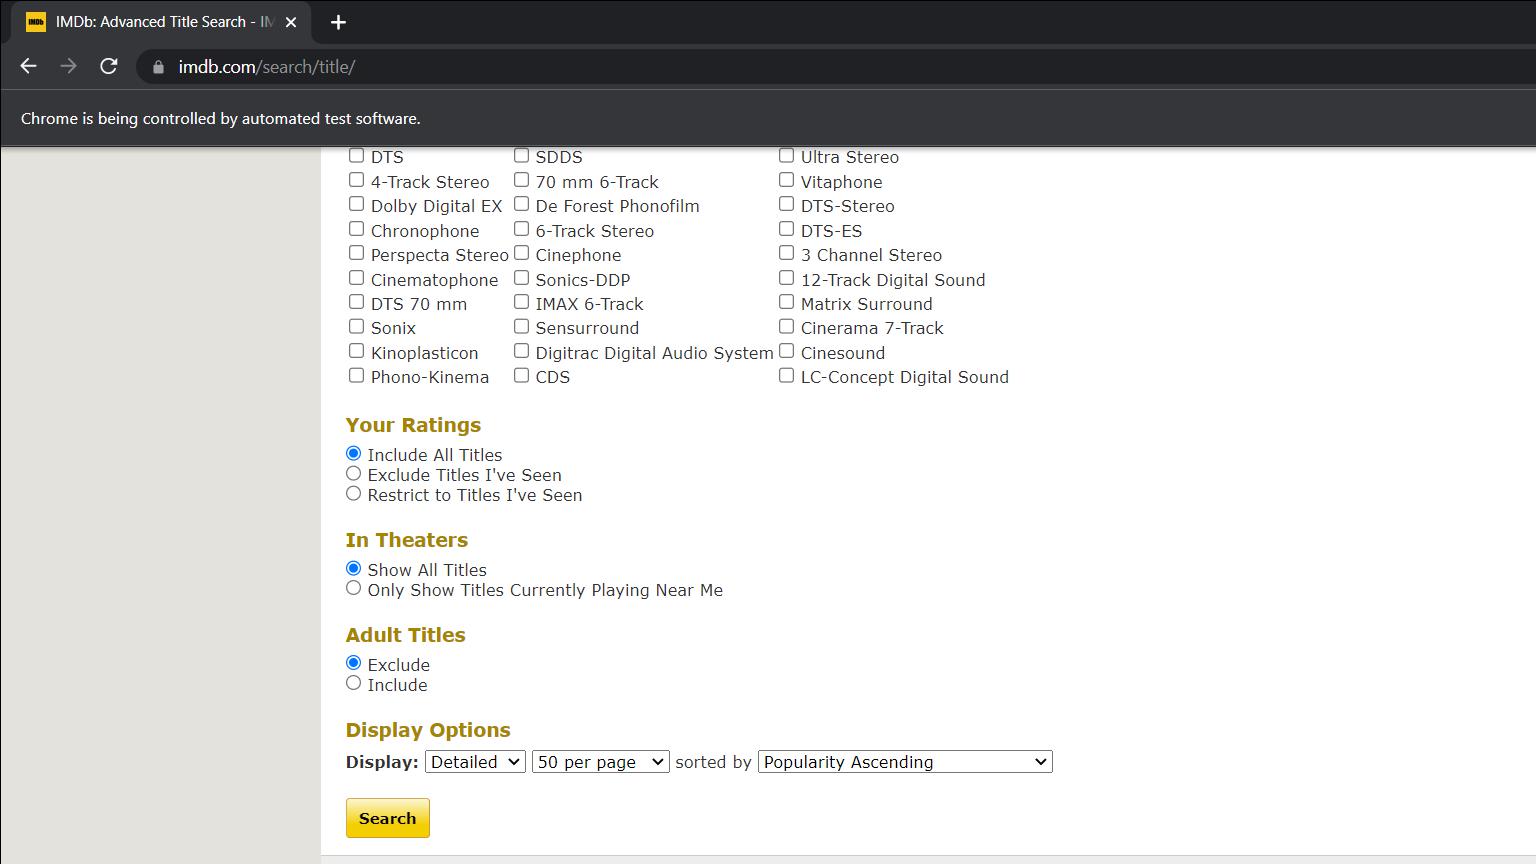 IMDb IMDb: Advanced Title Search - IM
imdb.com/search/title/
Chrome is being controlled by automated test software.
DTS SDDS Ultra Stereo
4-Track Stereo 70 mm 6-Track Vitaphone
Dolby Digital EX De Forest Phonofilm DTS-Stereo
Chronophone 6-Track Stereo DTS-ES
Perspecta Stereo Cinephone 3 Channel Stereo
Cinematophone Sonics-DDP 12-Track Digital Sound
DTS 70 mm IMAX 6-Track Matrix Surround
Sonix Sensurround Cinerama 7-Track
Kinoplasticon Digitrac Digital Audio System Cinesound
Phono-Kinema CDS LC-Concept Digital Sound
Your Ratings
Include All Titles
Exclude Titles I've Seen
Restrict to Titles I've Seen
In Theaters
Show All Titles
Only Show Titles Currently Playing Near Me
Adult Titles
Exclude
Include
Display Options
Display: Detailed 50 per page sorted by Popularity Ascending
Search